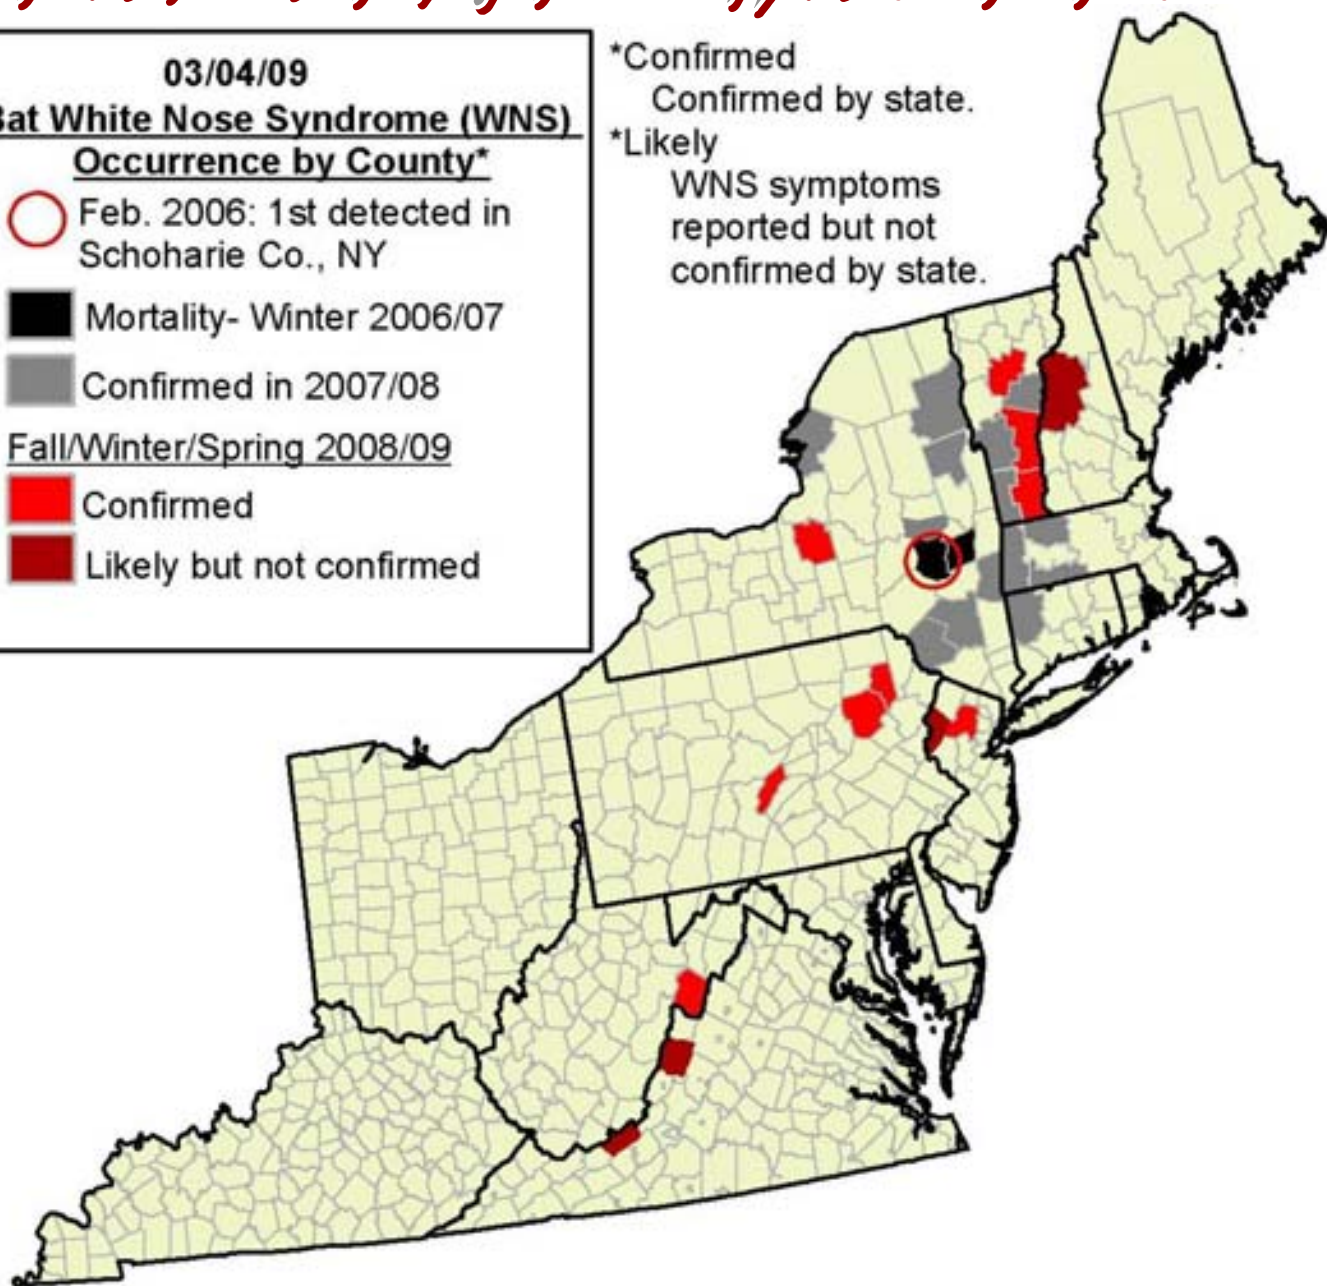 03/04/09
Bat White Nose Syndrome (WNS)
Occurrence by County*
Feb. 2006: 1st detected in
Schoharie Co., NY
Mortality- Winter 2006/07
Confirmed in 2007/08
Fall/Winter/Spring 2008/09
Confirmed
Likely but not confirmed
*Confirmed
Confirmed by state.
*Likely
WNS symptoms
reported but not
confirmed by state.